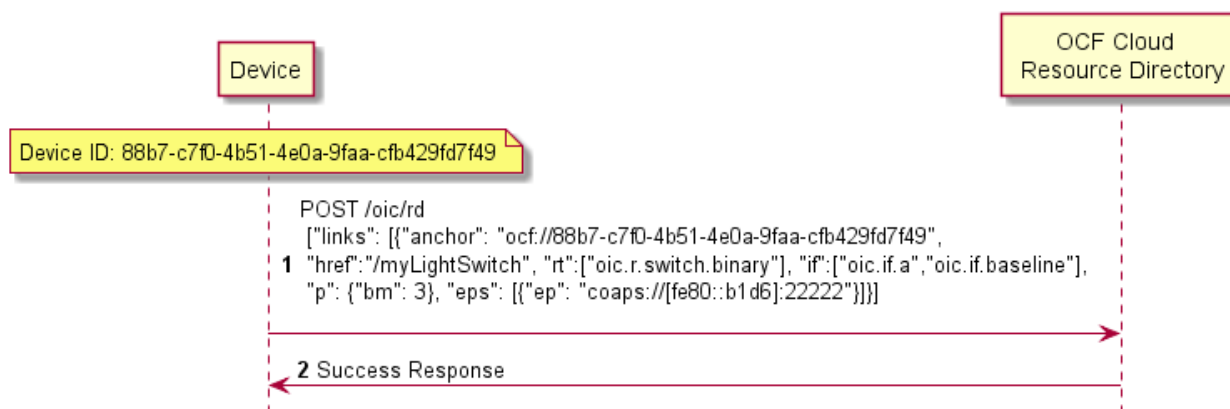 Device
OCF Cloud
Resource Directory
Device ID: 88b7-c7f0-4b51-4e0a-9faa-cfb429fd7f49
POST /oic/rd
["links": [{"anchor": "ocf://88b7-c7f0-4b51-4e0a-9faa-cfb429fd7f49",
1 "href":"/myLightSwitch", "rt":["oic.r.switch.binary"], "if":["oic.if.a","oic.if.baseline"],
"p": {"bm": 3}, "eps": [{"ep": "coaps://[fe80::b1d6]:22222"}]}]
2 Success Response